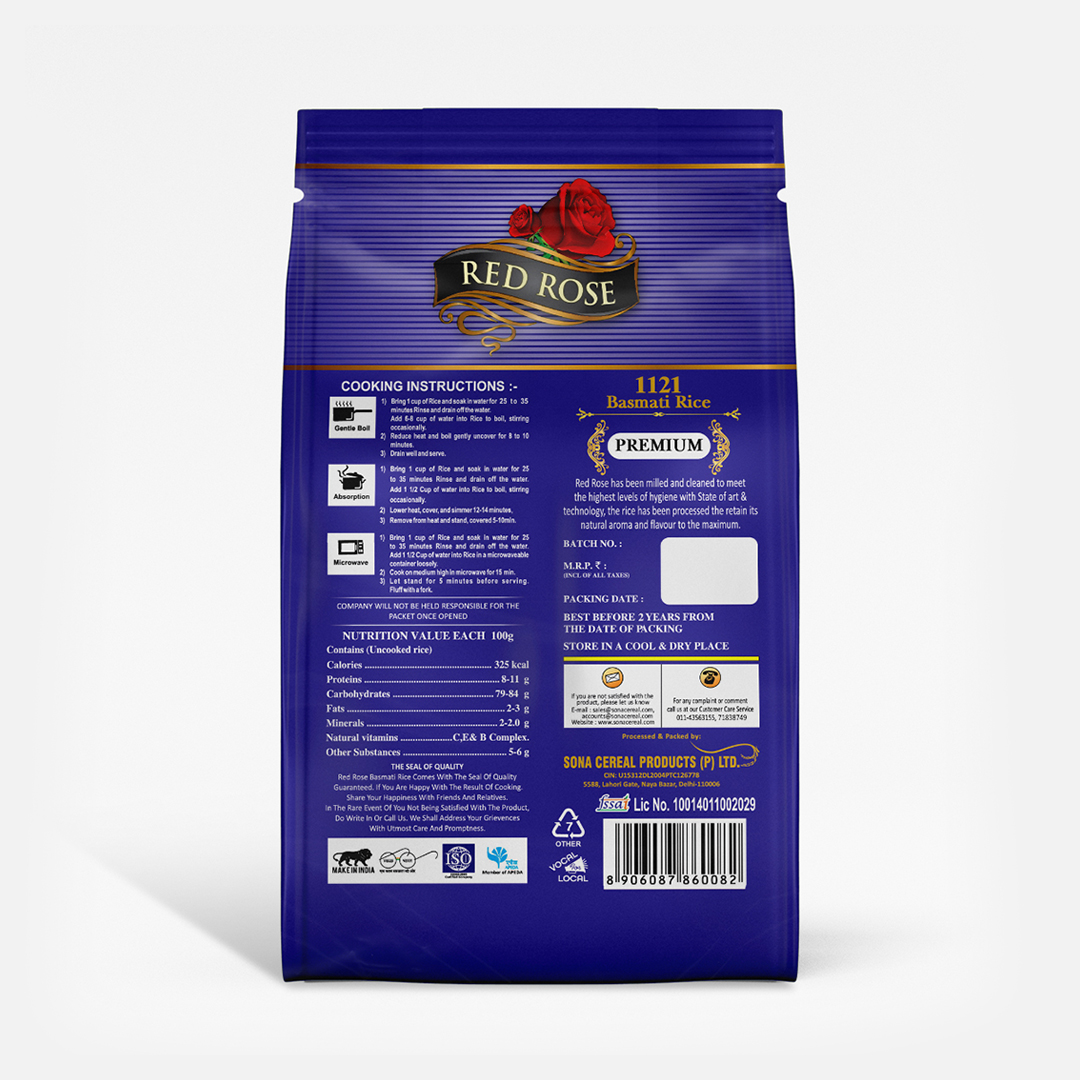 RED ROSE
COOKING INSTRUCTIONS :-
Gentle Boil
1) Bring 1 cup of Rice and soak in water for 25 to 35
minutes Rinse and drain off the water.
Add 6-8 cup of water into Rice to boil, stirring
occasionally.
2) Reduce heat and boil gently uncover for 8 to 10
minutes.
3) Drain well and serve.
Absorption
1) Bring 1 cup of Rice and soak in water for 25
to 35 minutes Rinse and drain off the water.
Add 1 1/2 Cup of water into Rice to boil, stirring
occasionally.
2) Lower heat, cover, and simmer 12-14 minutes.
3) Remove from heat and stand, covered 5-10min.
Microwave
1) Bring 1 cup of Rice and soak in water for 25
to 35 minutes Rinse and drain off the water.
Add 1 1/2 Cup of water into Rice in a microwaveable
container loosely.
2) Cook on medium high in microwave for 15 min.
3) Let stand for 5 minutes before serving.
Fluff with a fork.
COMPANY WILL NOT BE HELD RESPONSIBLE FOR THE
PACKET ONCE OPENED
NUTRITION VALUE EACH 100g
Contains (Uncooked rice)
Calories ........ 325 kcal
Proteins ........ 8-11 g
Carbohydrates ........ 79-84 g
Fats ........ 2-3 g
Minerals ........ 2-2.0 g
Natural vitamins ........ C,E& B Complex.
Other Substances ........ 5-6 g
THE SEAL OF QUALITY
Red Rose Basmati Rice Comes With The Seal Of Quality
Guaranteed. If You Are Happy With The Result Of Cooking.
Share Your Happiness With Friends And Relatives.
In The Rare Event Of You Not Being Satisfied With The Product,
Do Write In Or Call Us. We Shall Address Your Grievences
With Utmost Care And Promptness.
MAKE IN INDIA
ISO
APEDA
Member of APEDA
1121
Basmati Rice
PREMIUM
Red Rose has been milled and cleaned to meet
the highest levels of hygiene with State of art &
technology, the rice has been processed the retain its
natural aroma and flavour to the maximum.
BATCH NO. :
M.R.P. ₹ :
(INCL OF ALL TAXES)
PACKING DATE :
BEST BEFORE 2 YEARS FROM
THE DATE OF PACKING
STORE IN A COOL & DRY PLACE
If you are not satisfied with the
product, please let us know
E-mail : sales@sonacereal.com,
accounts@sonacereal.com
Website : www.sonacereal.com
For any complaint or comment
call us at our Customer Care Service
011-43563155, 71838749
Processed & Packed by:
SONA CEREAL PRODUCTS (P) LTD.
CIN: U15312DL2004PTC126778
5588, Lahori Gate, Naya Bazar, Delhi-110006
fssai Lic No. 10014011002029
7
OTHER
VOCAL
LOCAL
8 906087 860082